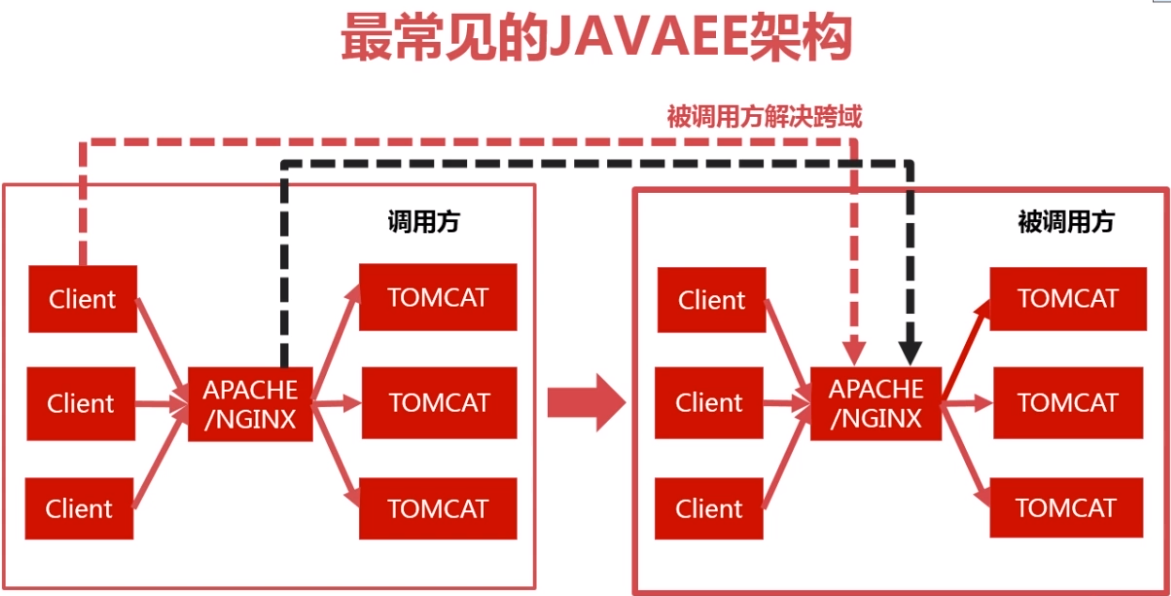 最常见的JAVAEE架构
被调用方解决跨域
调用方
Client
Client
Client
APACHE
/NGINX
TOMCAT
TOMCAT
TOMCAT
被调用方
Client
Client
Client
APACHE
/NGINX
TOMCAT
TOMCAT
TOMCAT